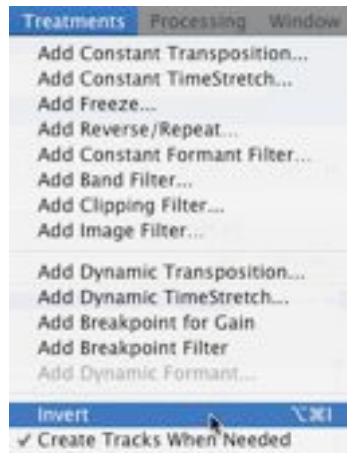 Treatments Processing Window
Add Constant Transposition...
Add Constant TimeStretch...
Add Freeze...
Add Reverse/Repeat...
Add Constant Formant Filter...
Add Band Filter...
Add Clipping Filter...
Add Image Filter...
Add Dynamic Transposition...
Add Dynamic TimeStretch...
Add Breakpoint for Gain
Add Breakpoint Filter
Add Dynamic Formant...
Invert ⌥⌘I
✓ Create Tracks When Needed